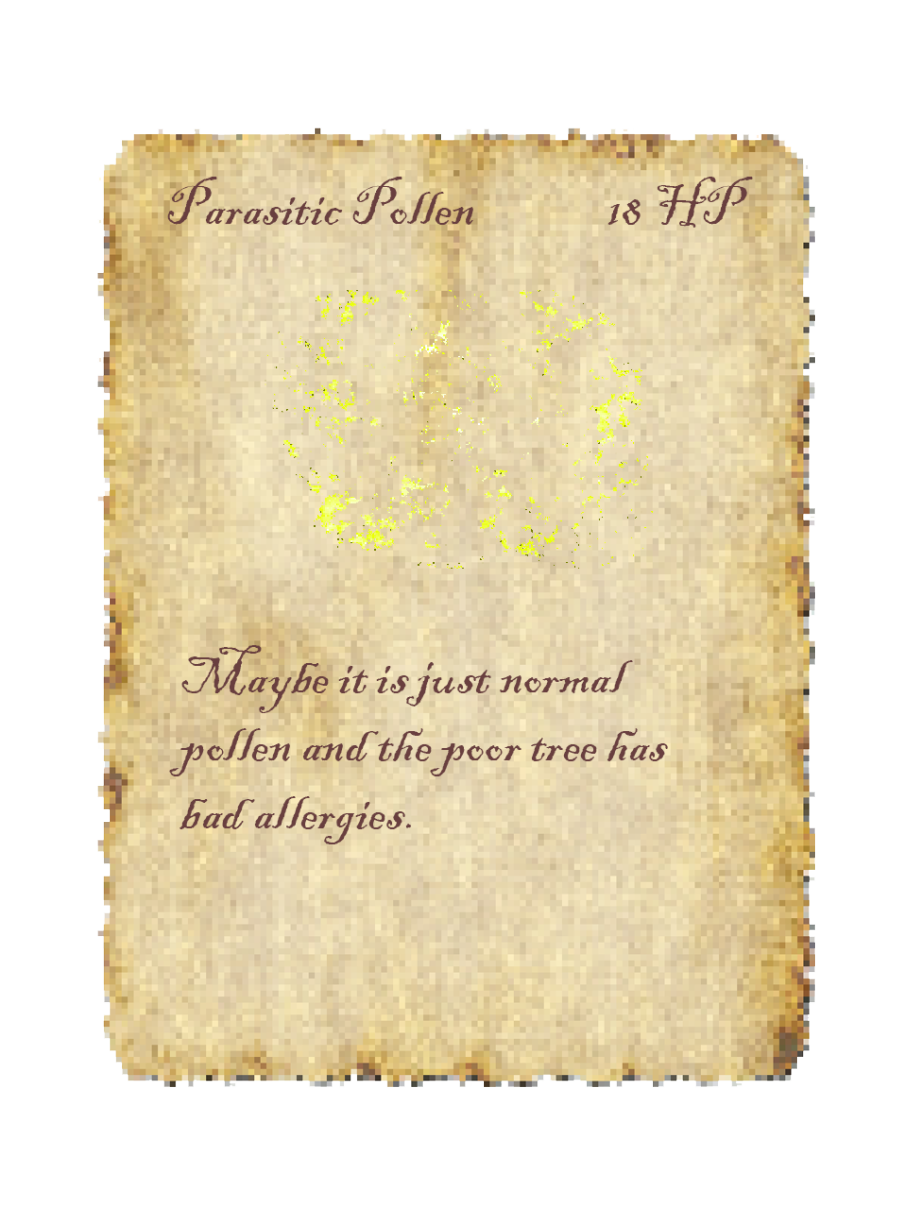 Parasitic Pollen 18 HP
Maybe it is just normal
pollen and the poor tree has
bad allergies.